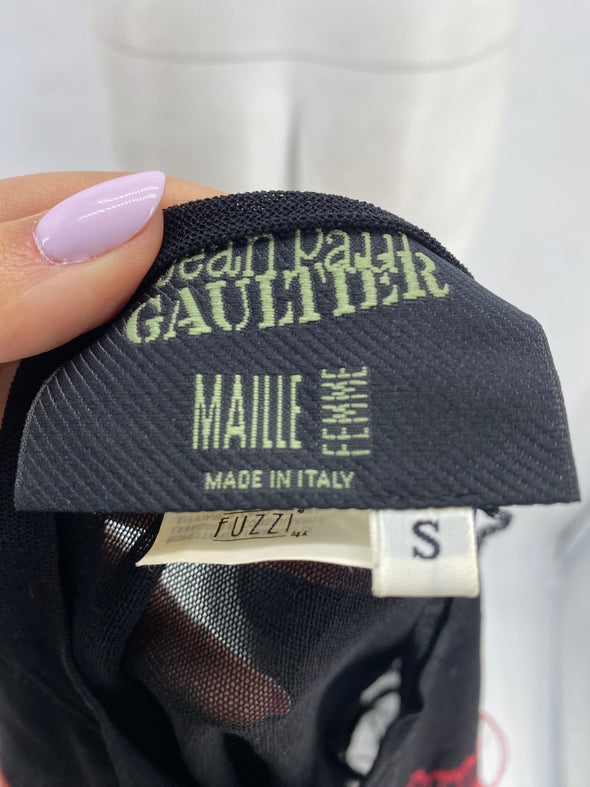 Jean Paul
GAULTIER
MAILLE FEMME
MADE IN ITALY
FUZZI
S